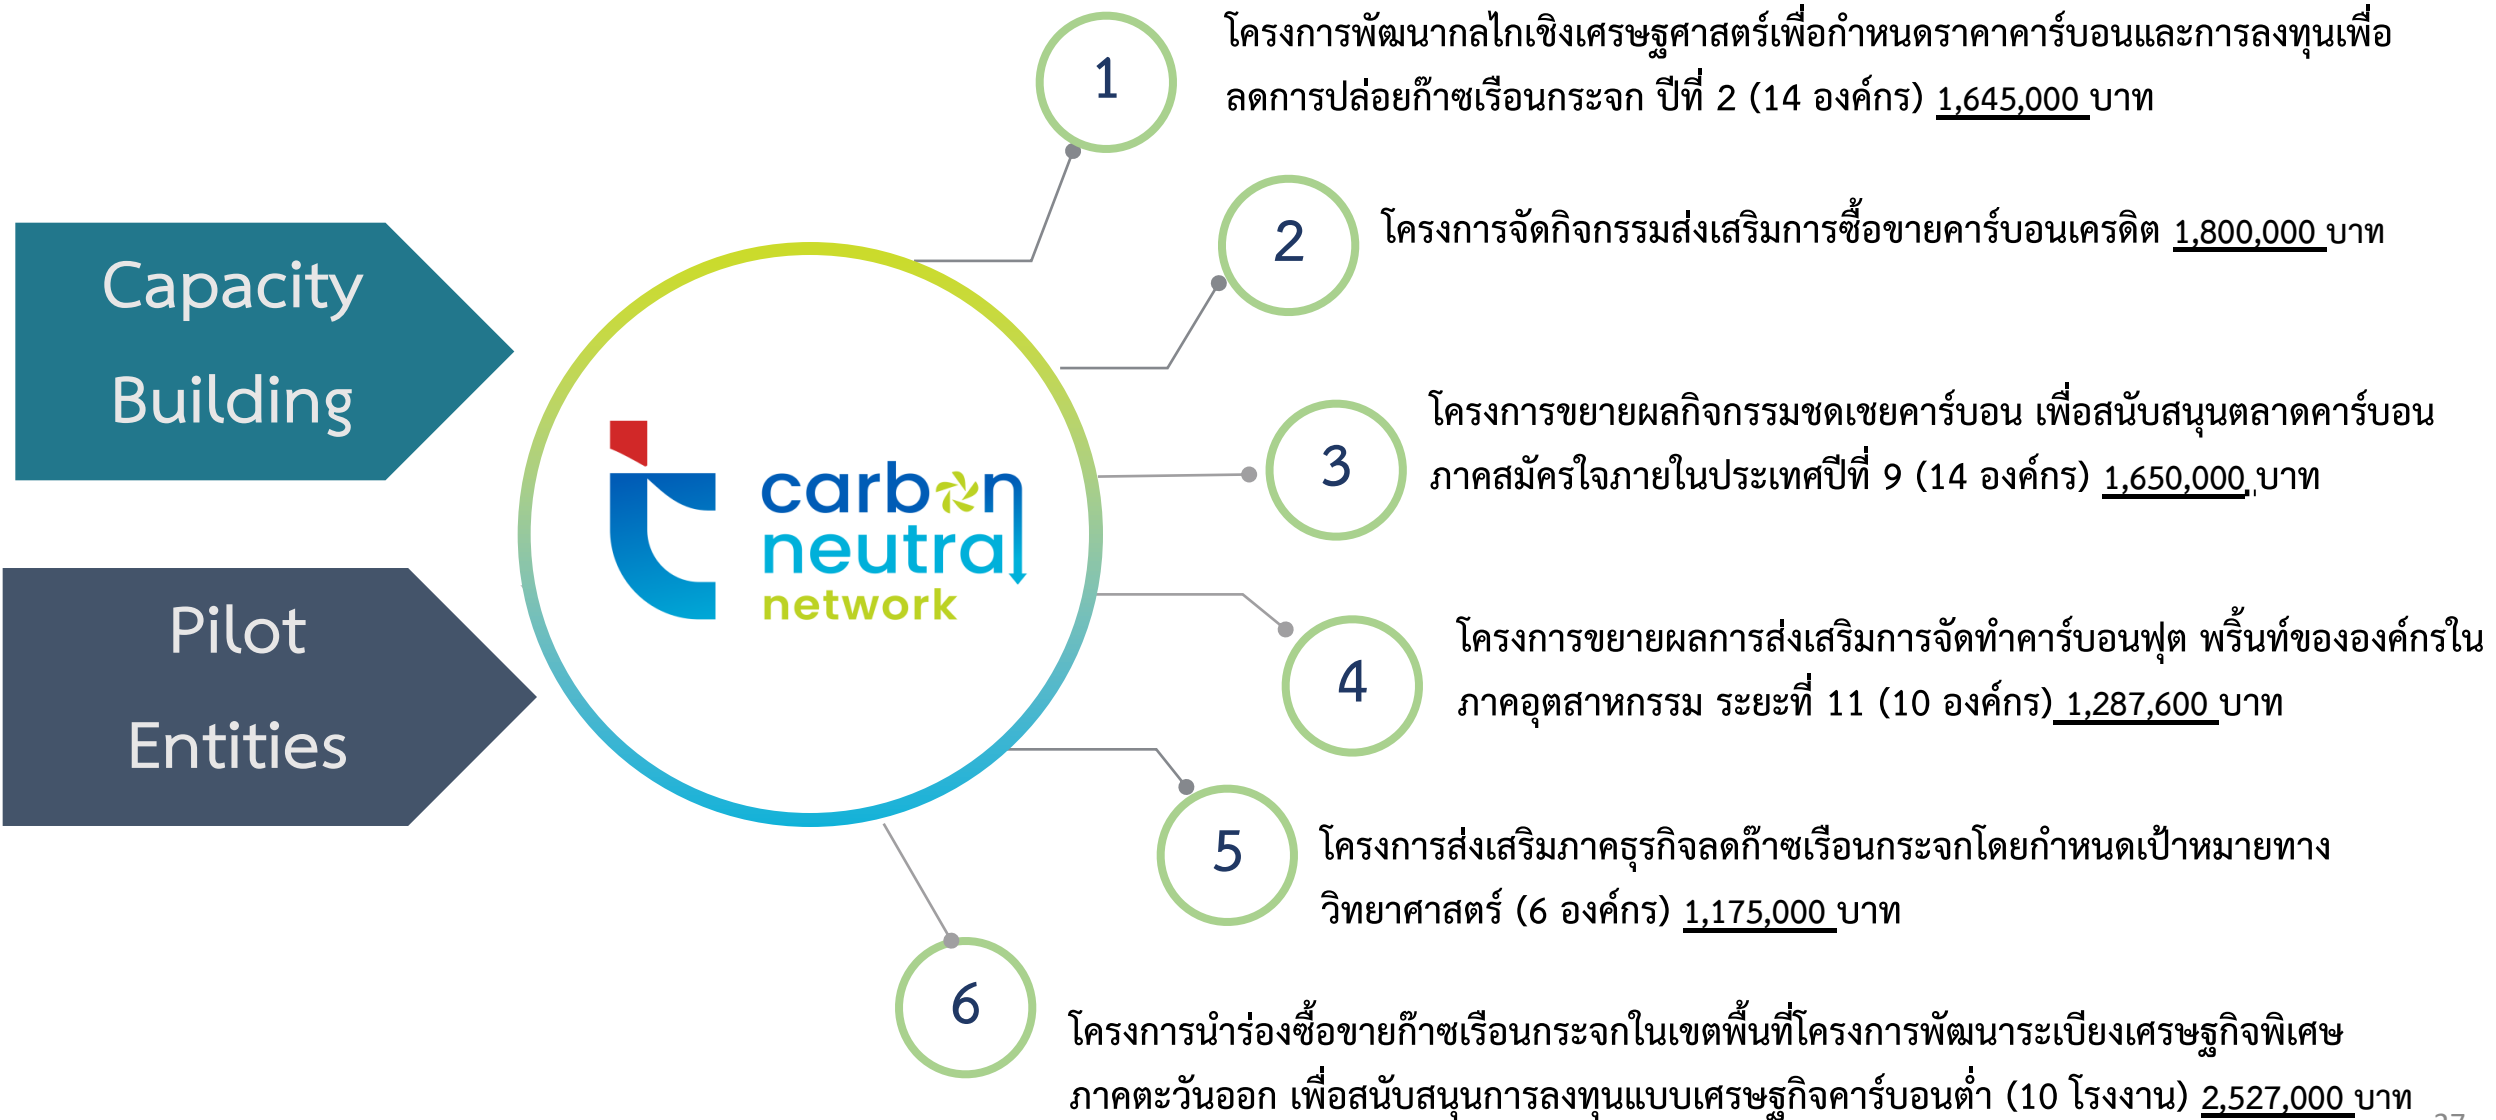 Capacity
Building
Pilot
Entities
carbon
neutral
network
1
โครงการพัฒนากลไกเชิงเศรษฐศาสตร์เพื่อกำหนดราคาคาร์บอนและการลงทุนเพื่อ
ลดการปล่อยก๊าซเรือนกระจก ปีที่ 2 (14 องค์กร) 1,645,000 บาท
2
โครงการจัดกิจกรรมส่งเสริมการซื้อขายคาร์บอนเครดิต 1,800,000 บาท
3
โครงการขยายผลกิจกรรมชดเชยคาร์บอน เพื่อสนับสนุนตลาดคาร์บอน
ภาคสมัครใจภายในประเทศปีที่ 9 (14 องค์กร) 1,650,000 บาท
4
โครงการขยายผลการส่งเสริมการจัดทำคาร์บอนฟุต พริ้นท์ขององค์กรใน
ภาคอุตสาหกรรม ระยะที่ 11 (10 องค์กร) 1,287,600 บาท
5
โครงการส่งเสริมภาคธุรกิจลดก๊าซเรือนกระจกโดยกำหนดเป้าหมายทาง
วิทยาศาสตร์ (6 องค์กร) 1,175,000 บาท
6
โครงการนำร่องซื้อขายก๊าซเรือนกระจกในเขตพื้นที่โครงการพัฒนาระเบียงเศรษฐกิจพิเศษ
ภาคตะวันออก เพื่อสนับสนุนการลงทุนแบบเศรษฐกิจคาร์บอนต่ำ (10 โรงงาน) 2,527,000 บาท